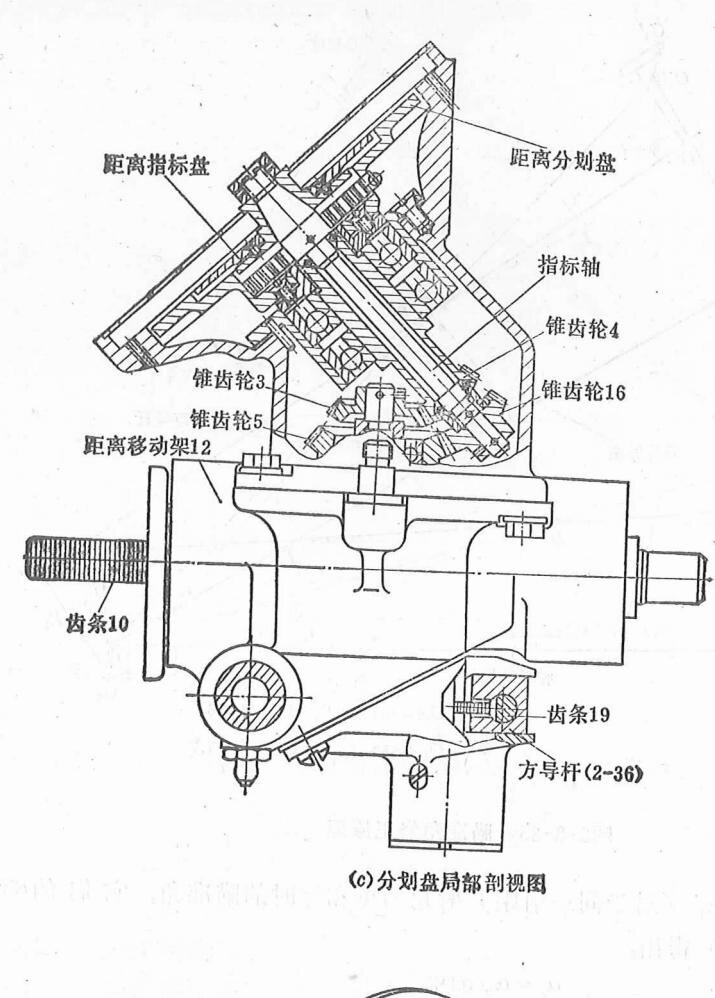 距离指标盘
距离分划盘
指标轴
锥齿轮4
锥齿轮3
锥齿轮16
锥齿轮5
距离移动架12
齿条10
齿条19
方导杆(2-36)
(c)分划盘局部剖视图